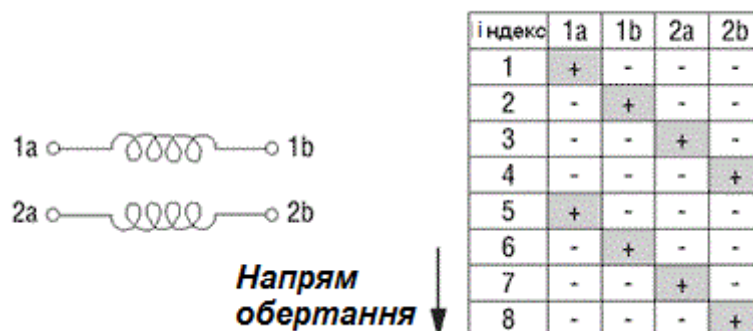 1a 1b
2a 2b
Напрям
обертання
індекс 1a 1b 2a 2b
1 + - - -
2 - + - -
3 - - + -
4 - - - +
5 + - - -
6 - + - -
7 - - + -
8 - - - +